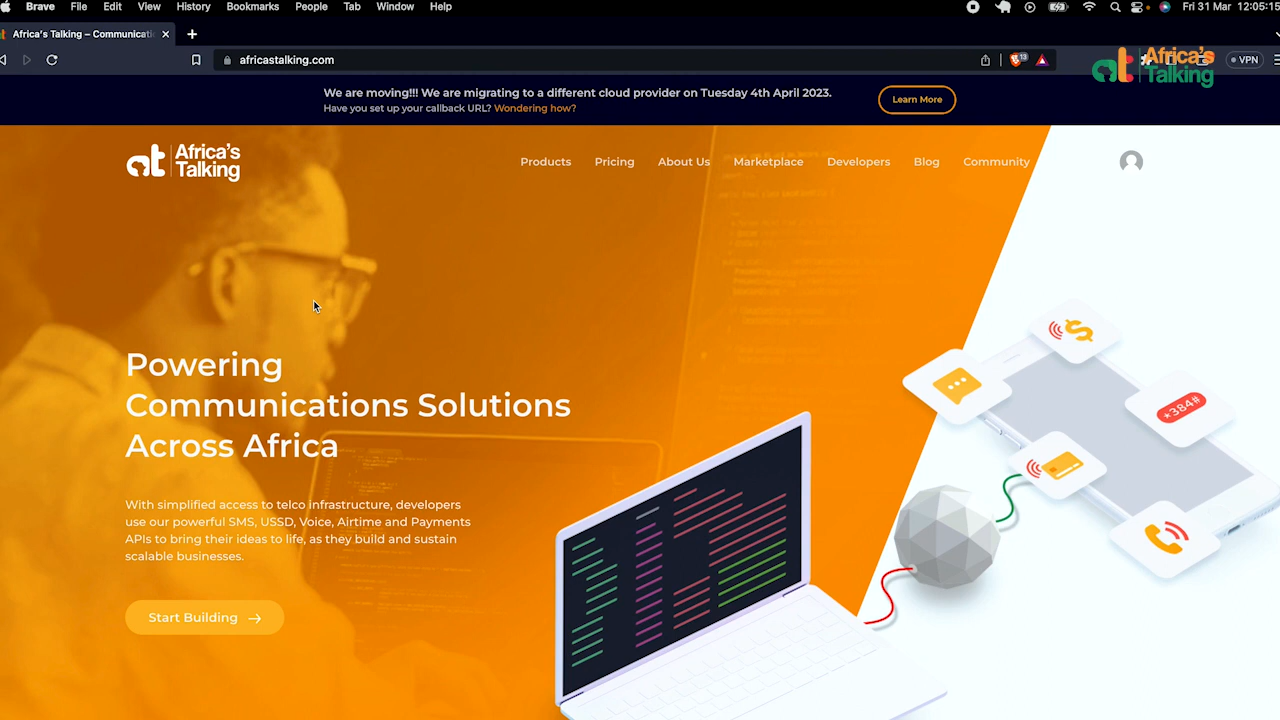 Brave File Edit View History Bookmarks People Tab Window Help Fri 31 Mar 12:05:15
Africa's Talking – Communicati
africastalking.com 13 VPN
at Africa's
Talking
We are moving!!! We are migrating to a different cloud provider on Tuesday 4th April 2023.
Have you set up your callback URL? Wondering how?
Learn More
at Africa's
Talking
Products Pricing About Us Marketplace Developers Blog Community
Powering
Communications Solutions
Across Africa
With simplified access to telco infrastructure, developers
use our powerful SMS, USSD, Voice, Airtime and Payments
APIs to bring their ideas to life, as they build and sustain
scalable businesses.
Start Building →
$
*384#